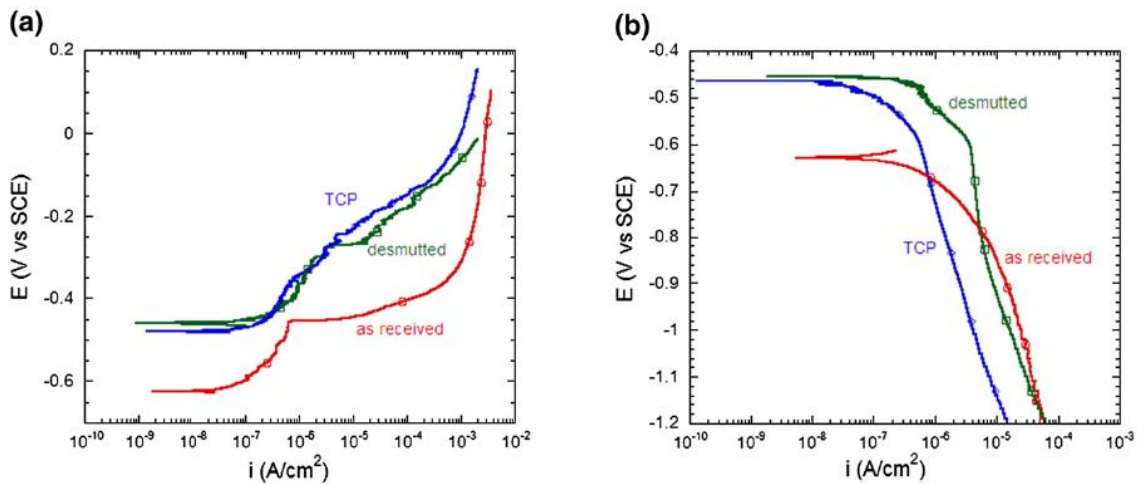 (a)
0.2
0
-0.2
-0.4
-0.6
E (V vs SCE)
TCP
desmutted
as received
10^-10 10^-9 10^-8 10^-7 10^-6 10^-5 10^-4 10^-3 10^-2
i (A/cm^2)
(b)
-0.4
-0.5
-0.6
-0.7
-0.8
-0.9
-1
-1.1
-1.2
E (V vs SCE)
desmutted
TCP
as received
10^-10 10^-9 10^-8 10^-7 10^-6 10^-5 10^-4 10^-3
i (A/cm^2)